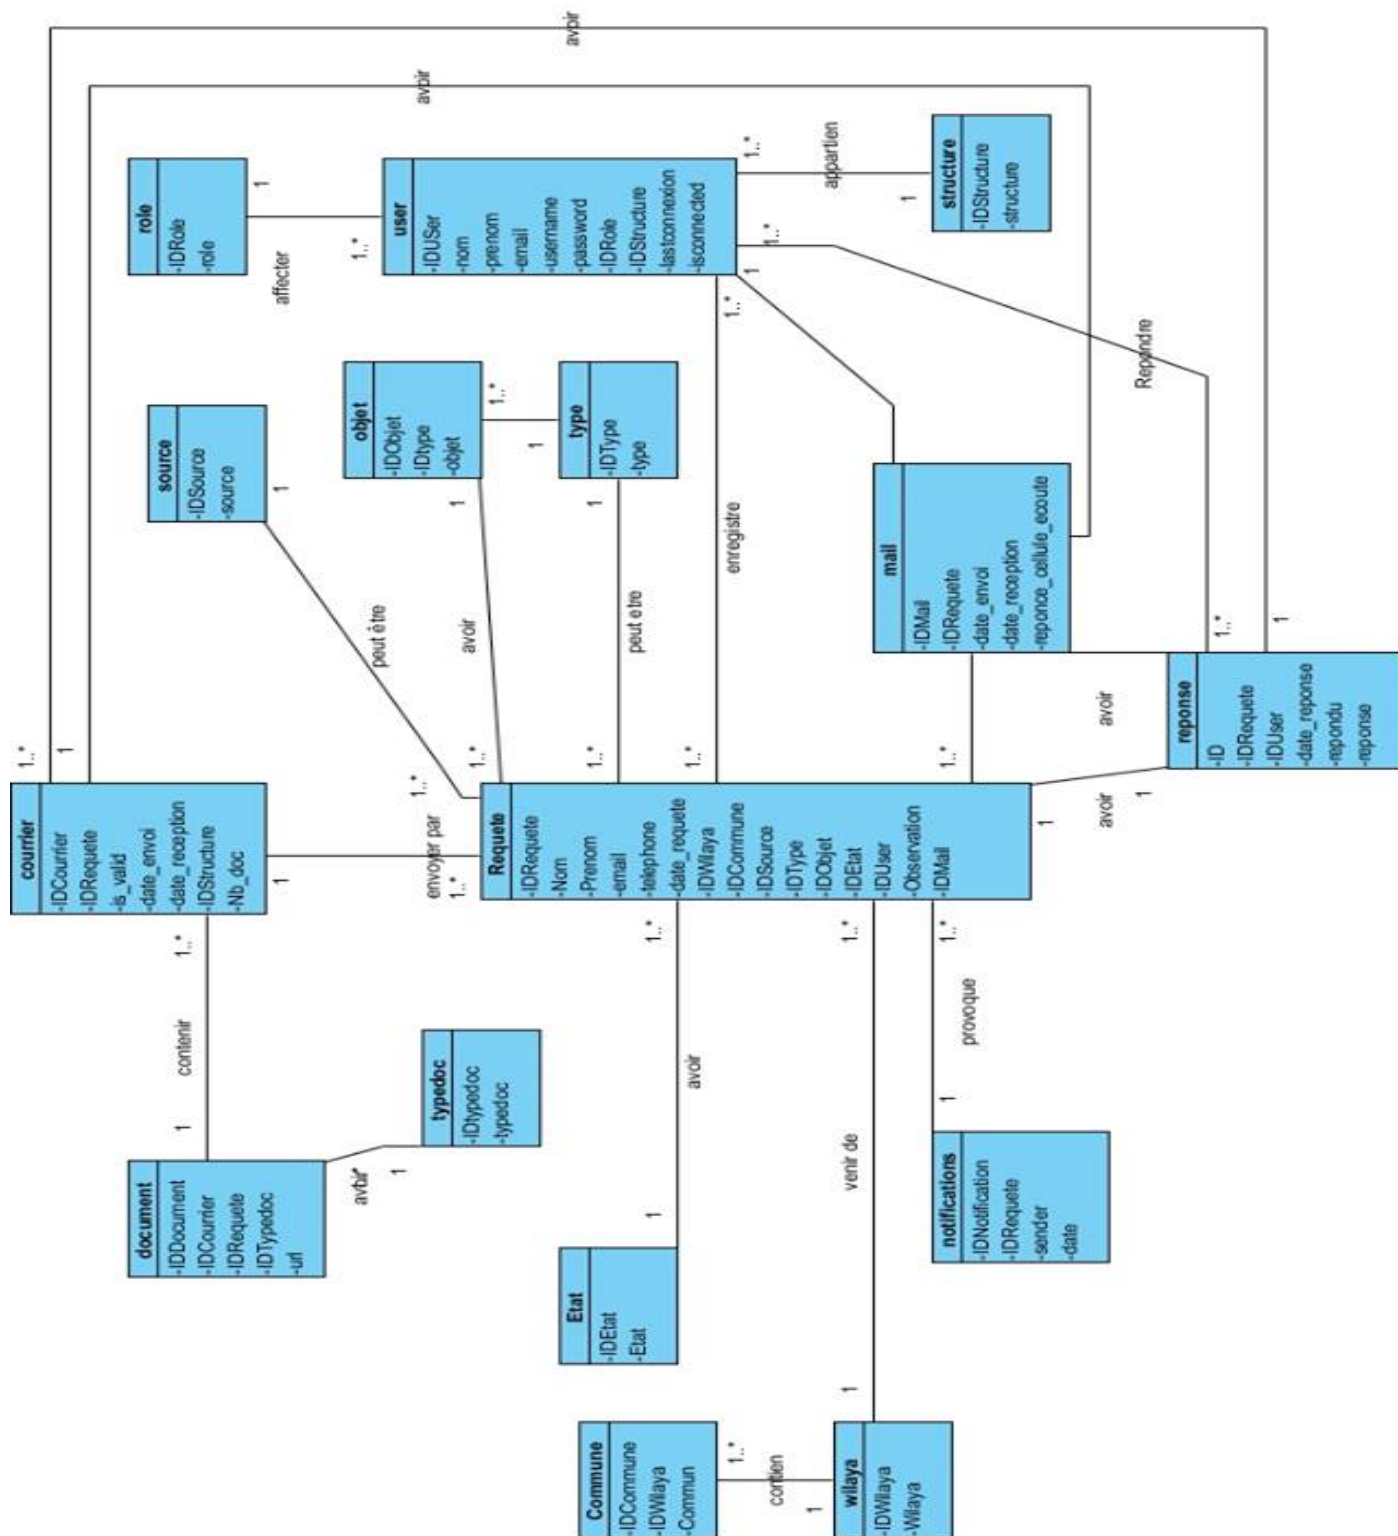 avoir
avoir
role
-IDRole
-role
1
affecter
1..*
user
-IDUSer
-nom
-prenom
-email
-username
-password
-IDRole
-IDStructure
-lastconnexion
-isconnected
1..*
appartien
1
structure
-IDStructure
-structure
1..*
1
1..*
Repondre
source
-IDSource
-source
1
objet
-IDObjet
-IDtype
-objet
1..*
1
1
type
-IDType
-type
1
enregistre
mail
-IDMail
-IDRequete
-date_envoi
-date_reception
-reponce_cellule_ecoute
peut être
avoir
peut etre
1..*
1
courrier
-IDCourrier
-IDRequete
-is_valid
-date_envoi
-date_reception
-IDStructure
-Nb_doc
1
envoyer par
1..*
1..*
1..*
1..*
1..*
1..*
Requete
-IDRequete
-Nom
-Prenom
-email
-telephone
-date_requete
-IDWilaya
-IDCommune
-IDSource
-IDType
-IDObjet
-IDEtat
-IDUser
-Observation
-IDMail
1
avoir
1
avoir
1..*
1
reponse
-ID
-IDRequete
-IDUser
-date_reponse
-repondu
-reponse
1..*
contenir
1
document
-IDDocument
-IDCourrier
-IDRequete
-IDTypedoc
-url
avoir
1
typedoc
-IDtypedoc
-typedoc
1..*
avoir
1
Etat
-IDEtat
-Etat
1..*
venir de
1
1..*
provoque
1
notifications
-IDNotification
-IDRequete
-sender
-date
Commune
-IDCommune
-IDWilaya
-Commun
1..*
contien
1
wilaya
-IDWilaya
-Wilaya